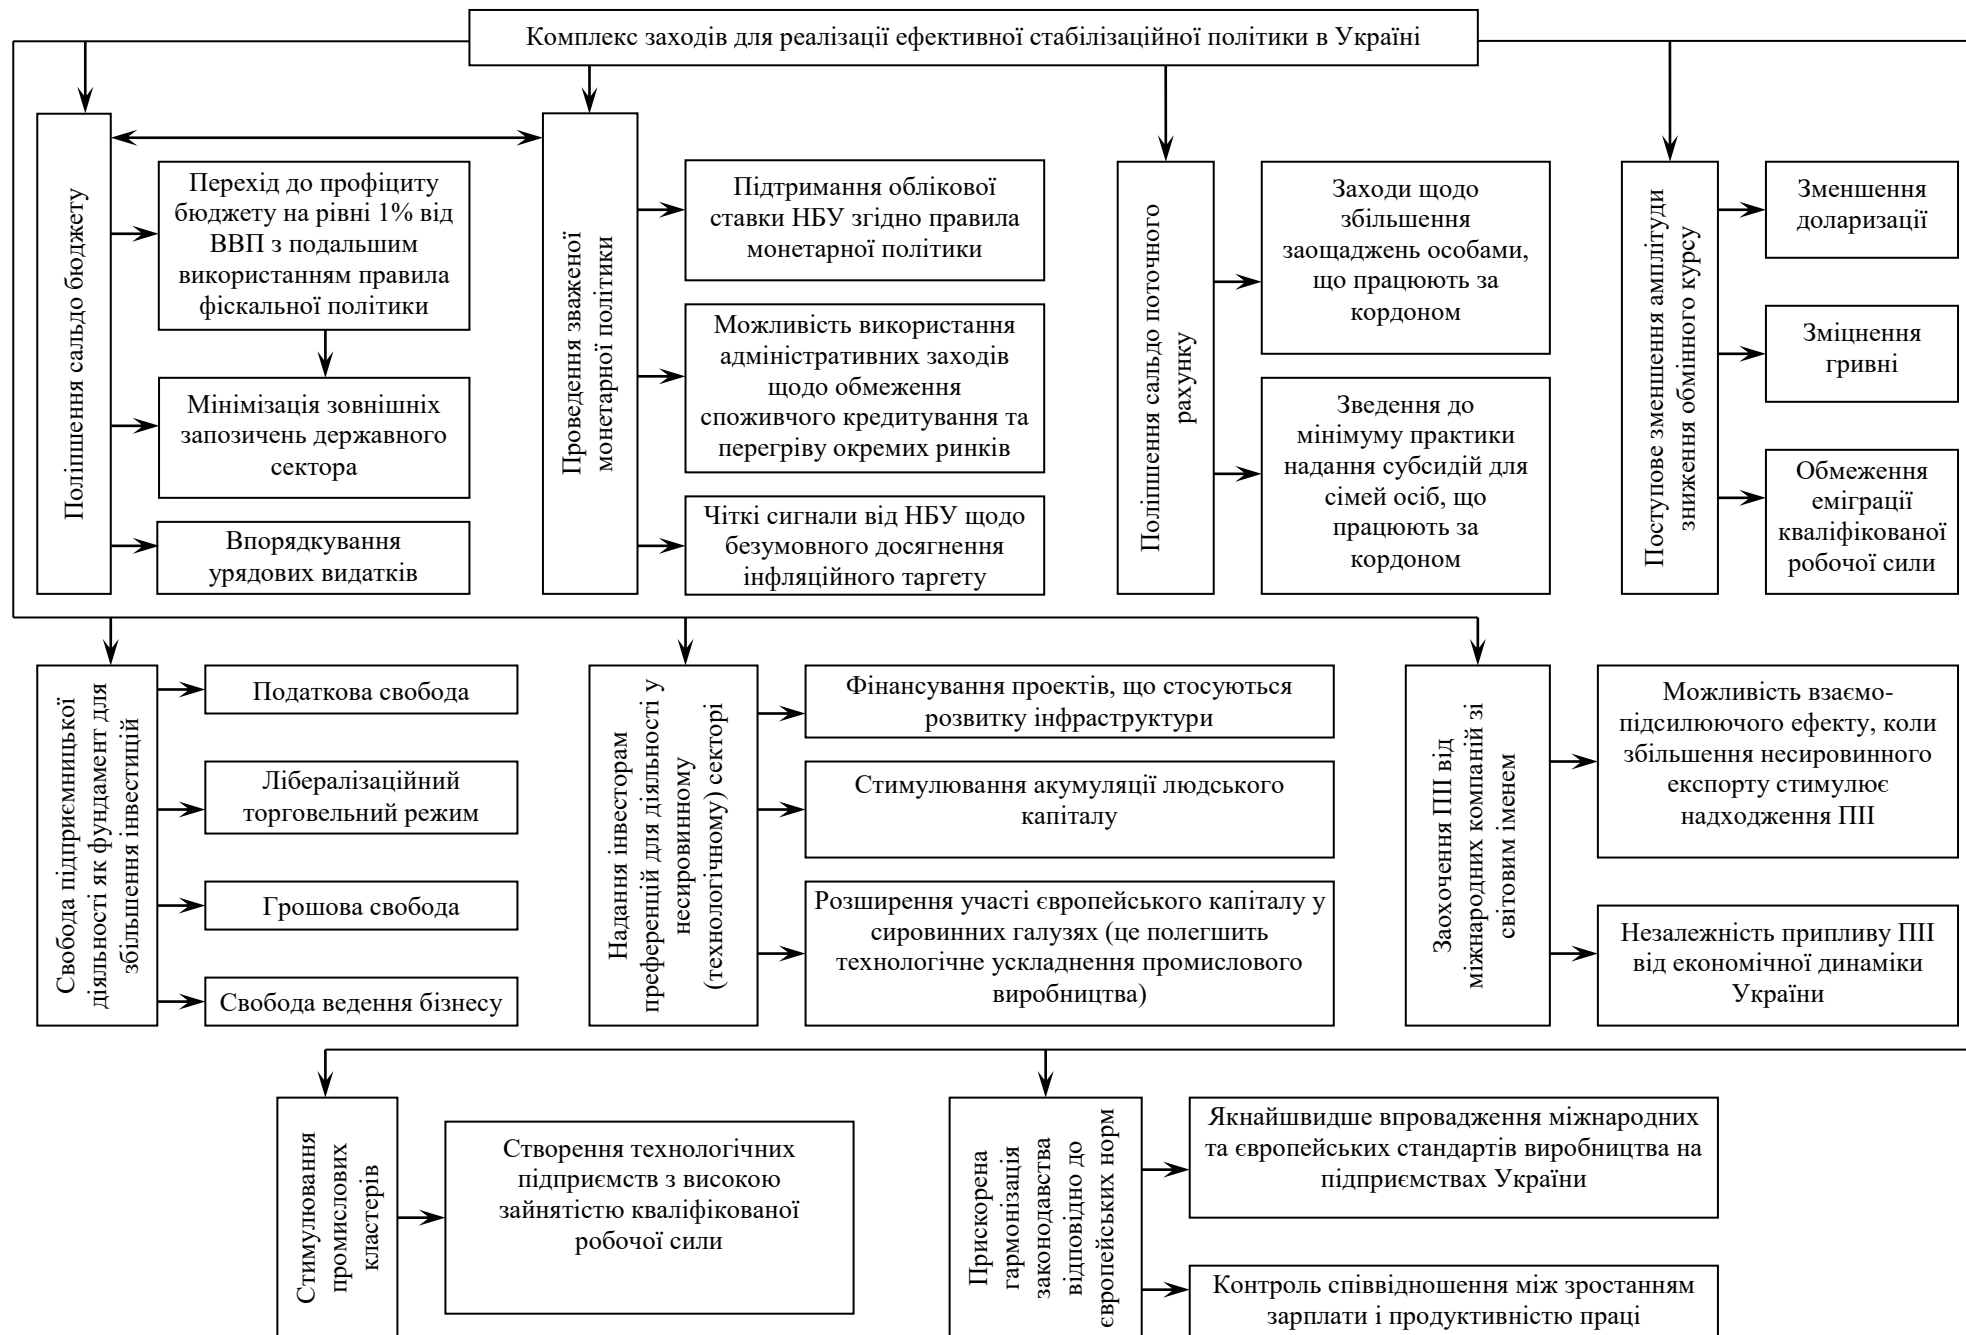 Комплекс заходів для реалізації ефективної стабілізаційної політики в Україні
Поліпшення сальдо бюджету
Перехід до профіциту
бюджету на рівні 1% від
ВВП з подальшим
використанням правила
фіскальної політики
Мінімізація зовнішніх
запозичень державного
сектора
Впорядкування
урядових видатків
Проведення зваженої
монетарної політики
Підтримання облікової
ставки НБУ згідно правила
монетарної політики
Можливість використання
адміністративних заходів
щодо обмеження
споживчого кредитування та
перегріву окремих ринків
Чіткі сигнали від НБУ щодо
безумовного досягнення
інфляційного таргету
Поліпшення сальдо поточного
рахунку
Заходи щодо
збільшення
заощаджень особами,
що працюють за
кордоном
Зведення до
мінімуму практики
надання субсидій для
сімей осіб, що
працюють за
кордоном
Поступове зменшення амплітуди
зниження обмінного курсу
Зменшення
доларизації
Зміцнення
гривні
Обмеження
еміграції
кваліфікованої
робочої сили
Свобода підприємницької
діяльності як фундамент для
збільшення інвестицій
Податкова свобода
Лібералізаційний
торговельний режим
Грошова свобода
Свобода ведення бізнесу
Надання інвесторам
преференцій для діяльності у
несировинному
(технологічному) секторі
Фінансування проектів, що стосуються
розвитку інфраструктури
Стимулювання акумуляції людського
капіталу
Розширення участі європейського капіталу у
сировинних галузях (це полегшить
технологічне ускладнення промислового
виробництва)
Заохочення ПІІ від
міжнародних компаній зі
світовим іменем
Можливість взаємо-
підсилюючого ефекту, коли
збільшення несировинного
експорту стимулює
надходження ПІІ
Незалежність припливу ПІІ
від економічної динаміки
України
Стимулювання
промислових
кластерів
Створення технологічних
підприємств з високою
зайнятістю кваліфікованої
робочої сили
Прискорена
гармонізація
законодавства
відповідно до
європейських норм
Якнайшвидше впровадження міжнародних
та європейських стандартів виробництва на
підприємствах України
Контроль співвідношення між зростанням
зарплати і продуктивністю праці